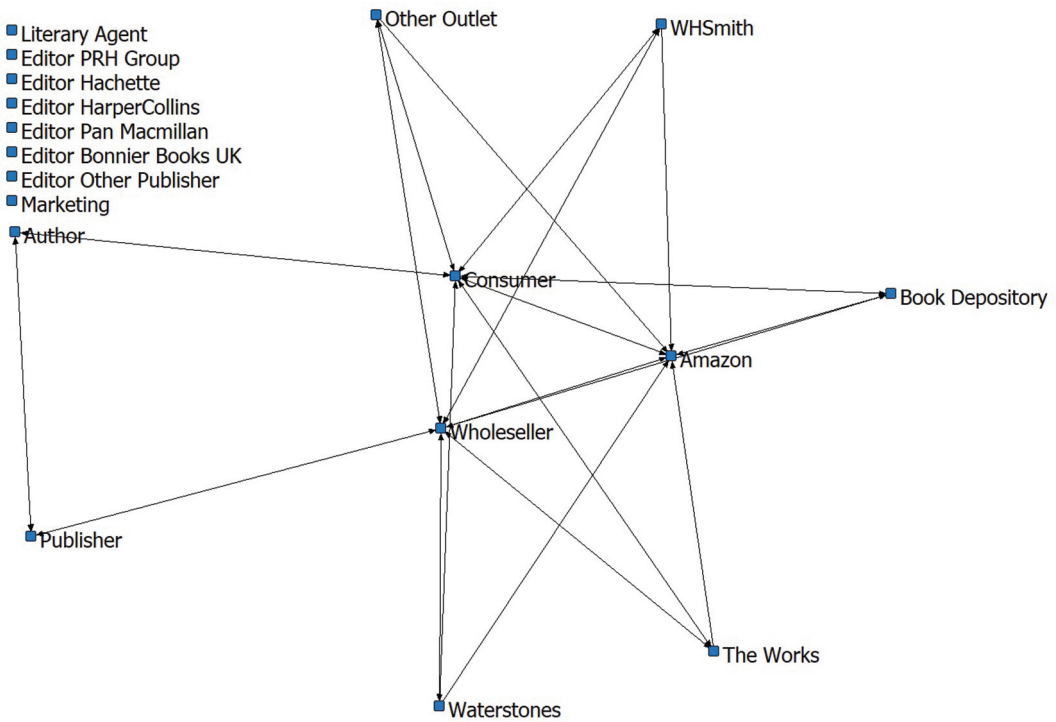 Other Outlet
WHSmith
Literary Agent
Editor PRH Group
Editor Hachette
Editor HarperCollins
Editor Pan Macmillan
Editor Bonnier Books UK
Editor Other Publisher
Marketing
Author
Consumer
Book Depository
Amazon
Wholeseller
Publisher
The Works
Waterstones